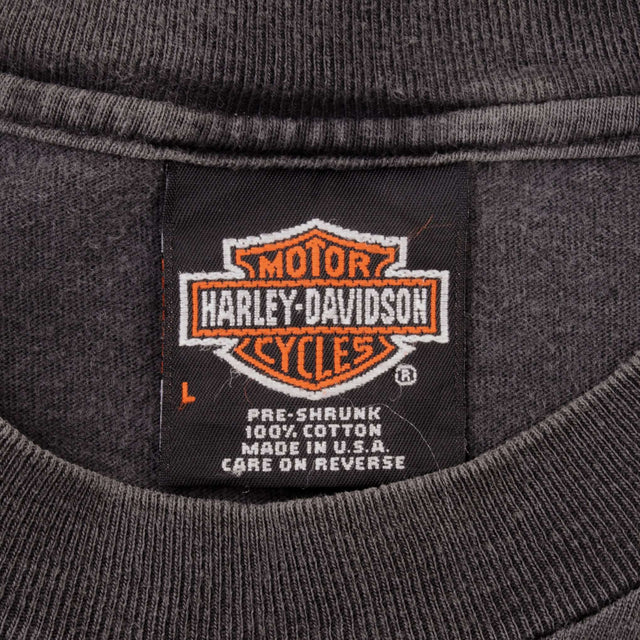 MOTOR
HARLEY-DAVIDSON
CYCLES
®
L
PRE-SHRUNK
100% COTTON
MADE IN U.S.A.
CARE ON REVERSE